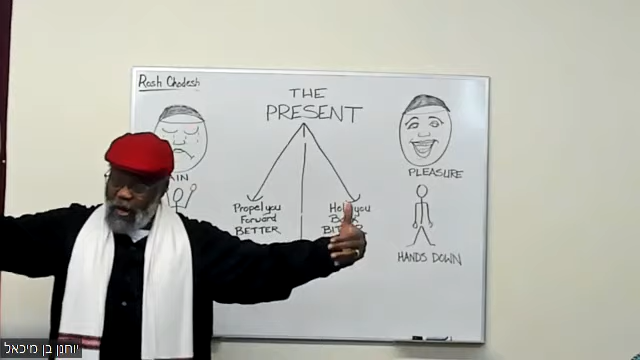 Rosh Chodesh
THE
PRESENT
PLEASURE
Propel you
Forward
BETTER
HANDS DOWN
יוחנן בן מיכאל